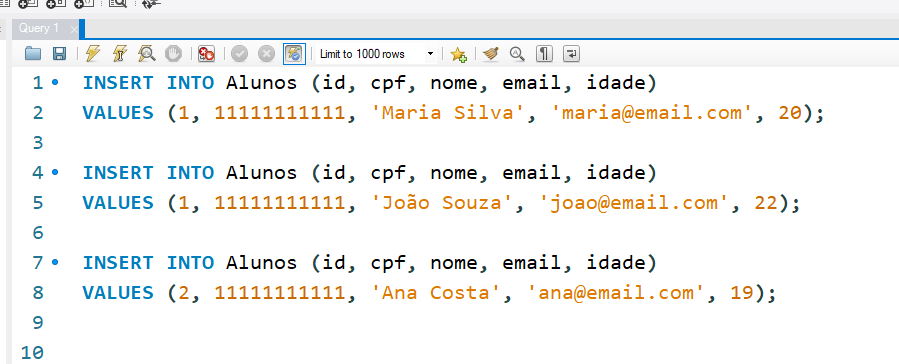 Query 1
Limit to 1000 rows
1 INSERT INTO Alunos (id, cpf, nome, email, idade)
2 VALUES (1, 11111111111, 'Maria Silva', 'maria@email.com', 20);
3
4 INSERT INTO Alunos (id, cpf, nome, email, idade)
5 VALUES (1, 11111111111, 'João Souza', 'joao@email.com', 22);
6
7 INSERT INTO Alunos (id, cpf, nome, email, idade)
8 VALUES (2, 11111111111, 'Ana Costa', 'ana@email.com', 19);
9
10